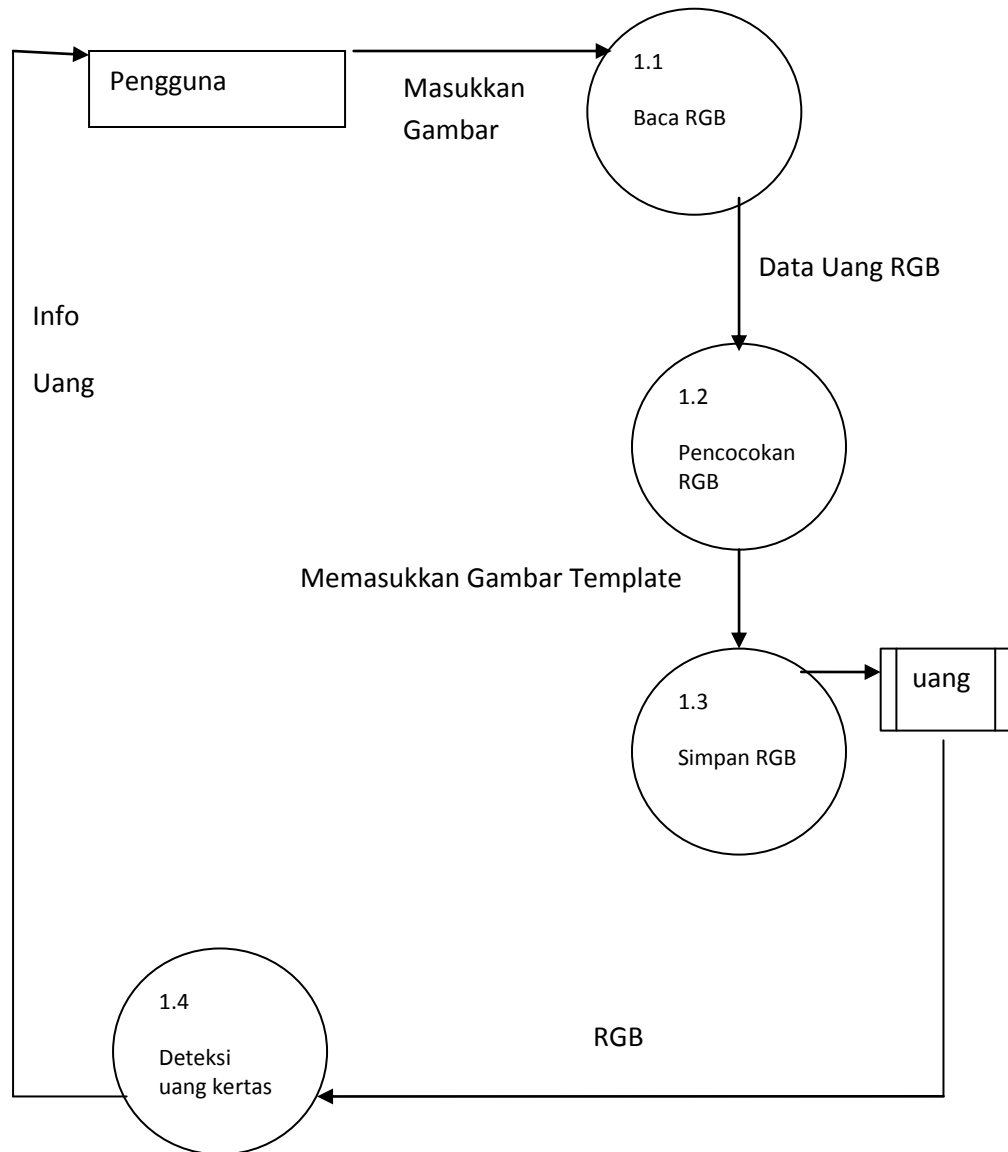 Pengguna
Masukkan
Gambar
1.1
Baca RGB
Data Uang RGB
Info
Uang
1.2
Pencocokan
RGB
Memasukkan Gambar Template
1.3
Simpan RGB
uang
1.4
Deteksi
uang kertas
RGB